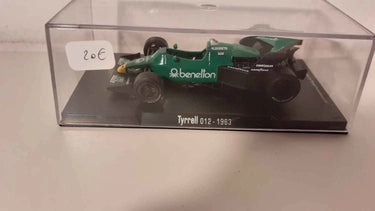 20€
benetton
Tyrrell 012 - 1983